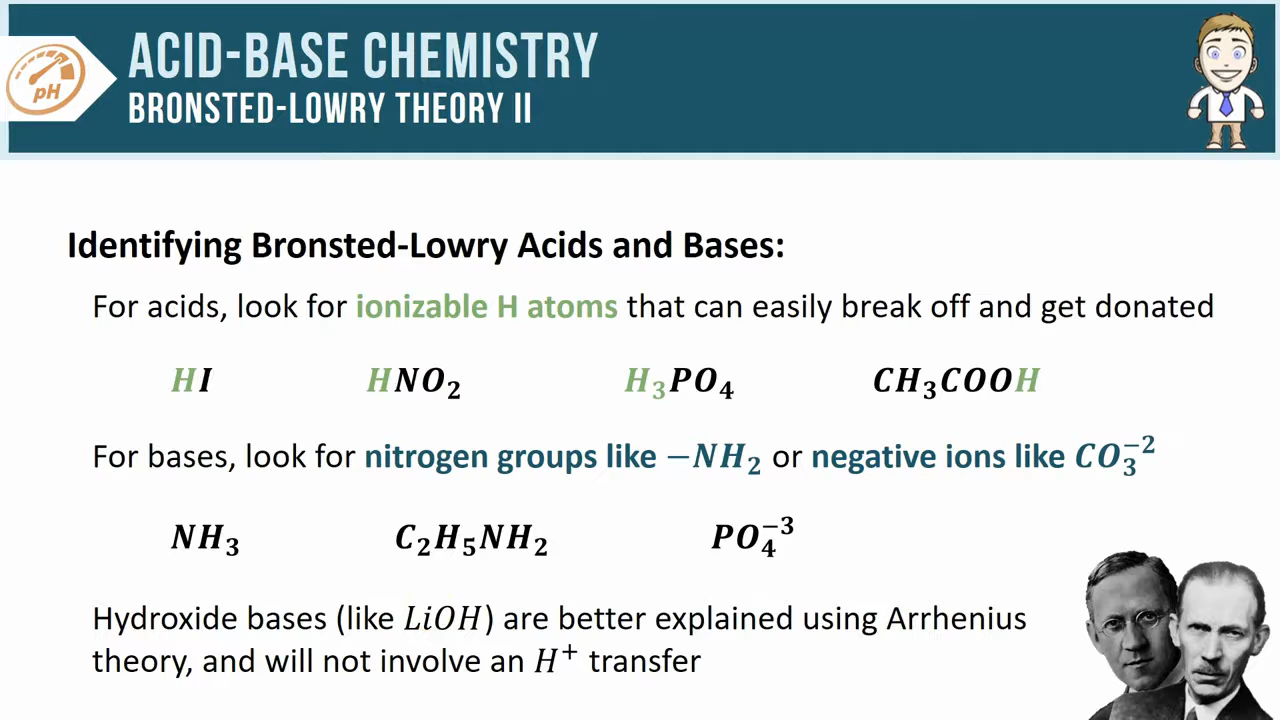 ACID-BASE CHEMISTRY
pH
BRONSTED-LOWRY THEORY II
Identifying Bronsted-Lowry Acids and Bases:
For acids, look for ionizable H atoms that can easily break off and get donated
HI HNO₂ H₃PO₄ CH₃COOH
For bases, look for nitrogen groups like −NH₂ or negative ions like CO₃⁻²
NH₃ C₂H₅NH₂ PO₄⁻³
Hydroxide bases (like LiOH) are better explained using Arrhenius
theory, and will not involve an H⁺ transfer